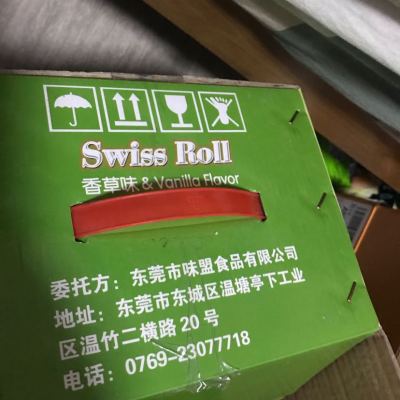 Swiss Roll
香草味 & Vanilla Flavor
委托方：东莞市味盟食品有限公司
地址：东莞市东城区温塘亭下工业
区温竹二横路20号
电话：0769-23077718